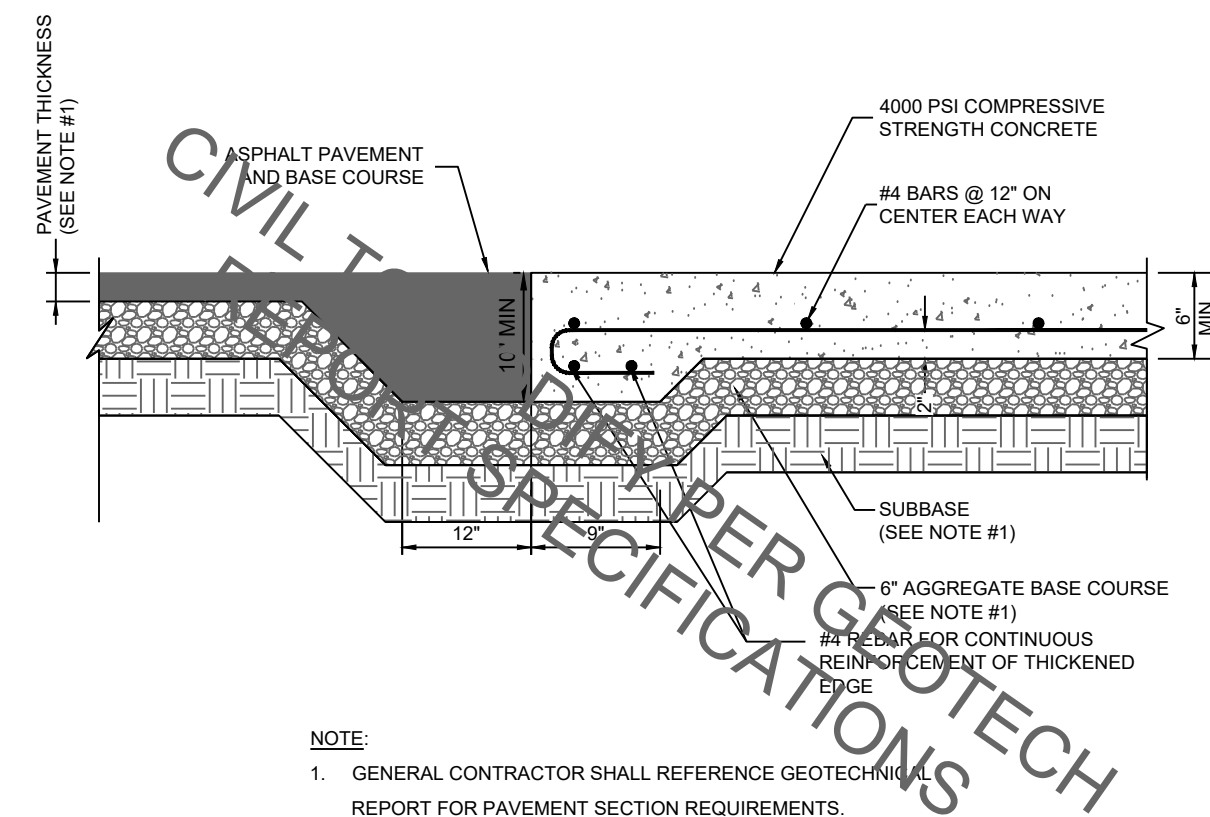 PAVEMENT THICKNESS
(SEE NOTE #1)
4000 PSI COMPRESSIVE
STRENGTH CONCRETE
ASPHALT PAVEMENT
AND BASE COURSE
#4 BARS @ 12" ON
CENTER EACH WAY
10" MIN
6"
MIN
2"
12"
9"
SUBBASE
(SEE NOTE #1)
6" AGGREGATE BASE COURSE
(SEE NOTE #1)
#4 REBAR FOR CONTINUOUS
REINFORCEMENT OF THICKENED
EDGE
CIVIL TO MODIFY PER GEOTECH
REPORT SPECIFICATIONS
NOTE:
1. GENERAL CONTRACTOR SHALL REFERENCE GEOTECHNICAL
REPORT FOR PAVEMENT SECTION REQUIREMENTS.